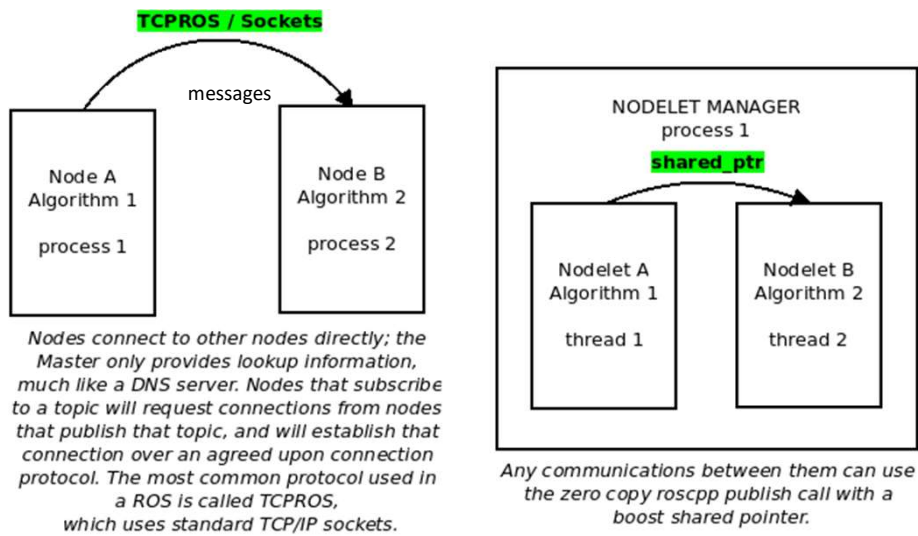 TCPROS / Sockets
messages
Node A
Algorithm 1
process 1
Node B
Algorithm 2
process 2
Nodes connect to other nodes directly; the
Master only provides lookup information,
much like a DNS server. Nodes that subscribe
to a topic will request connections from nodes
that publish that topic, and will establish that
connection over an agreed upon connection
protocol. The most common protocol used in
a ROS is called TCPROS,
which uses standard TCP/IP sockets.
NODELET MANAGER
process 1
shared_ptr
Nodelet A
Algorithm 1
thread 1
Nodelet B
Algorithm 2
thread 2
Any communications between them can use
the zero copy roscpp publish call with a
boost shared pointer.